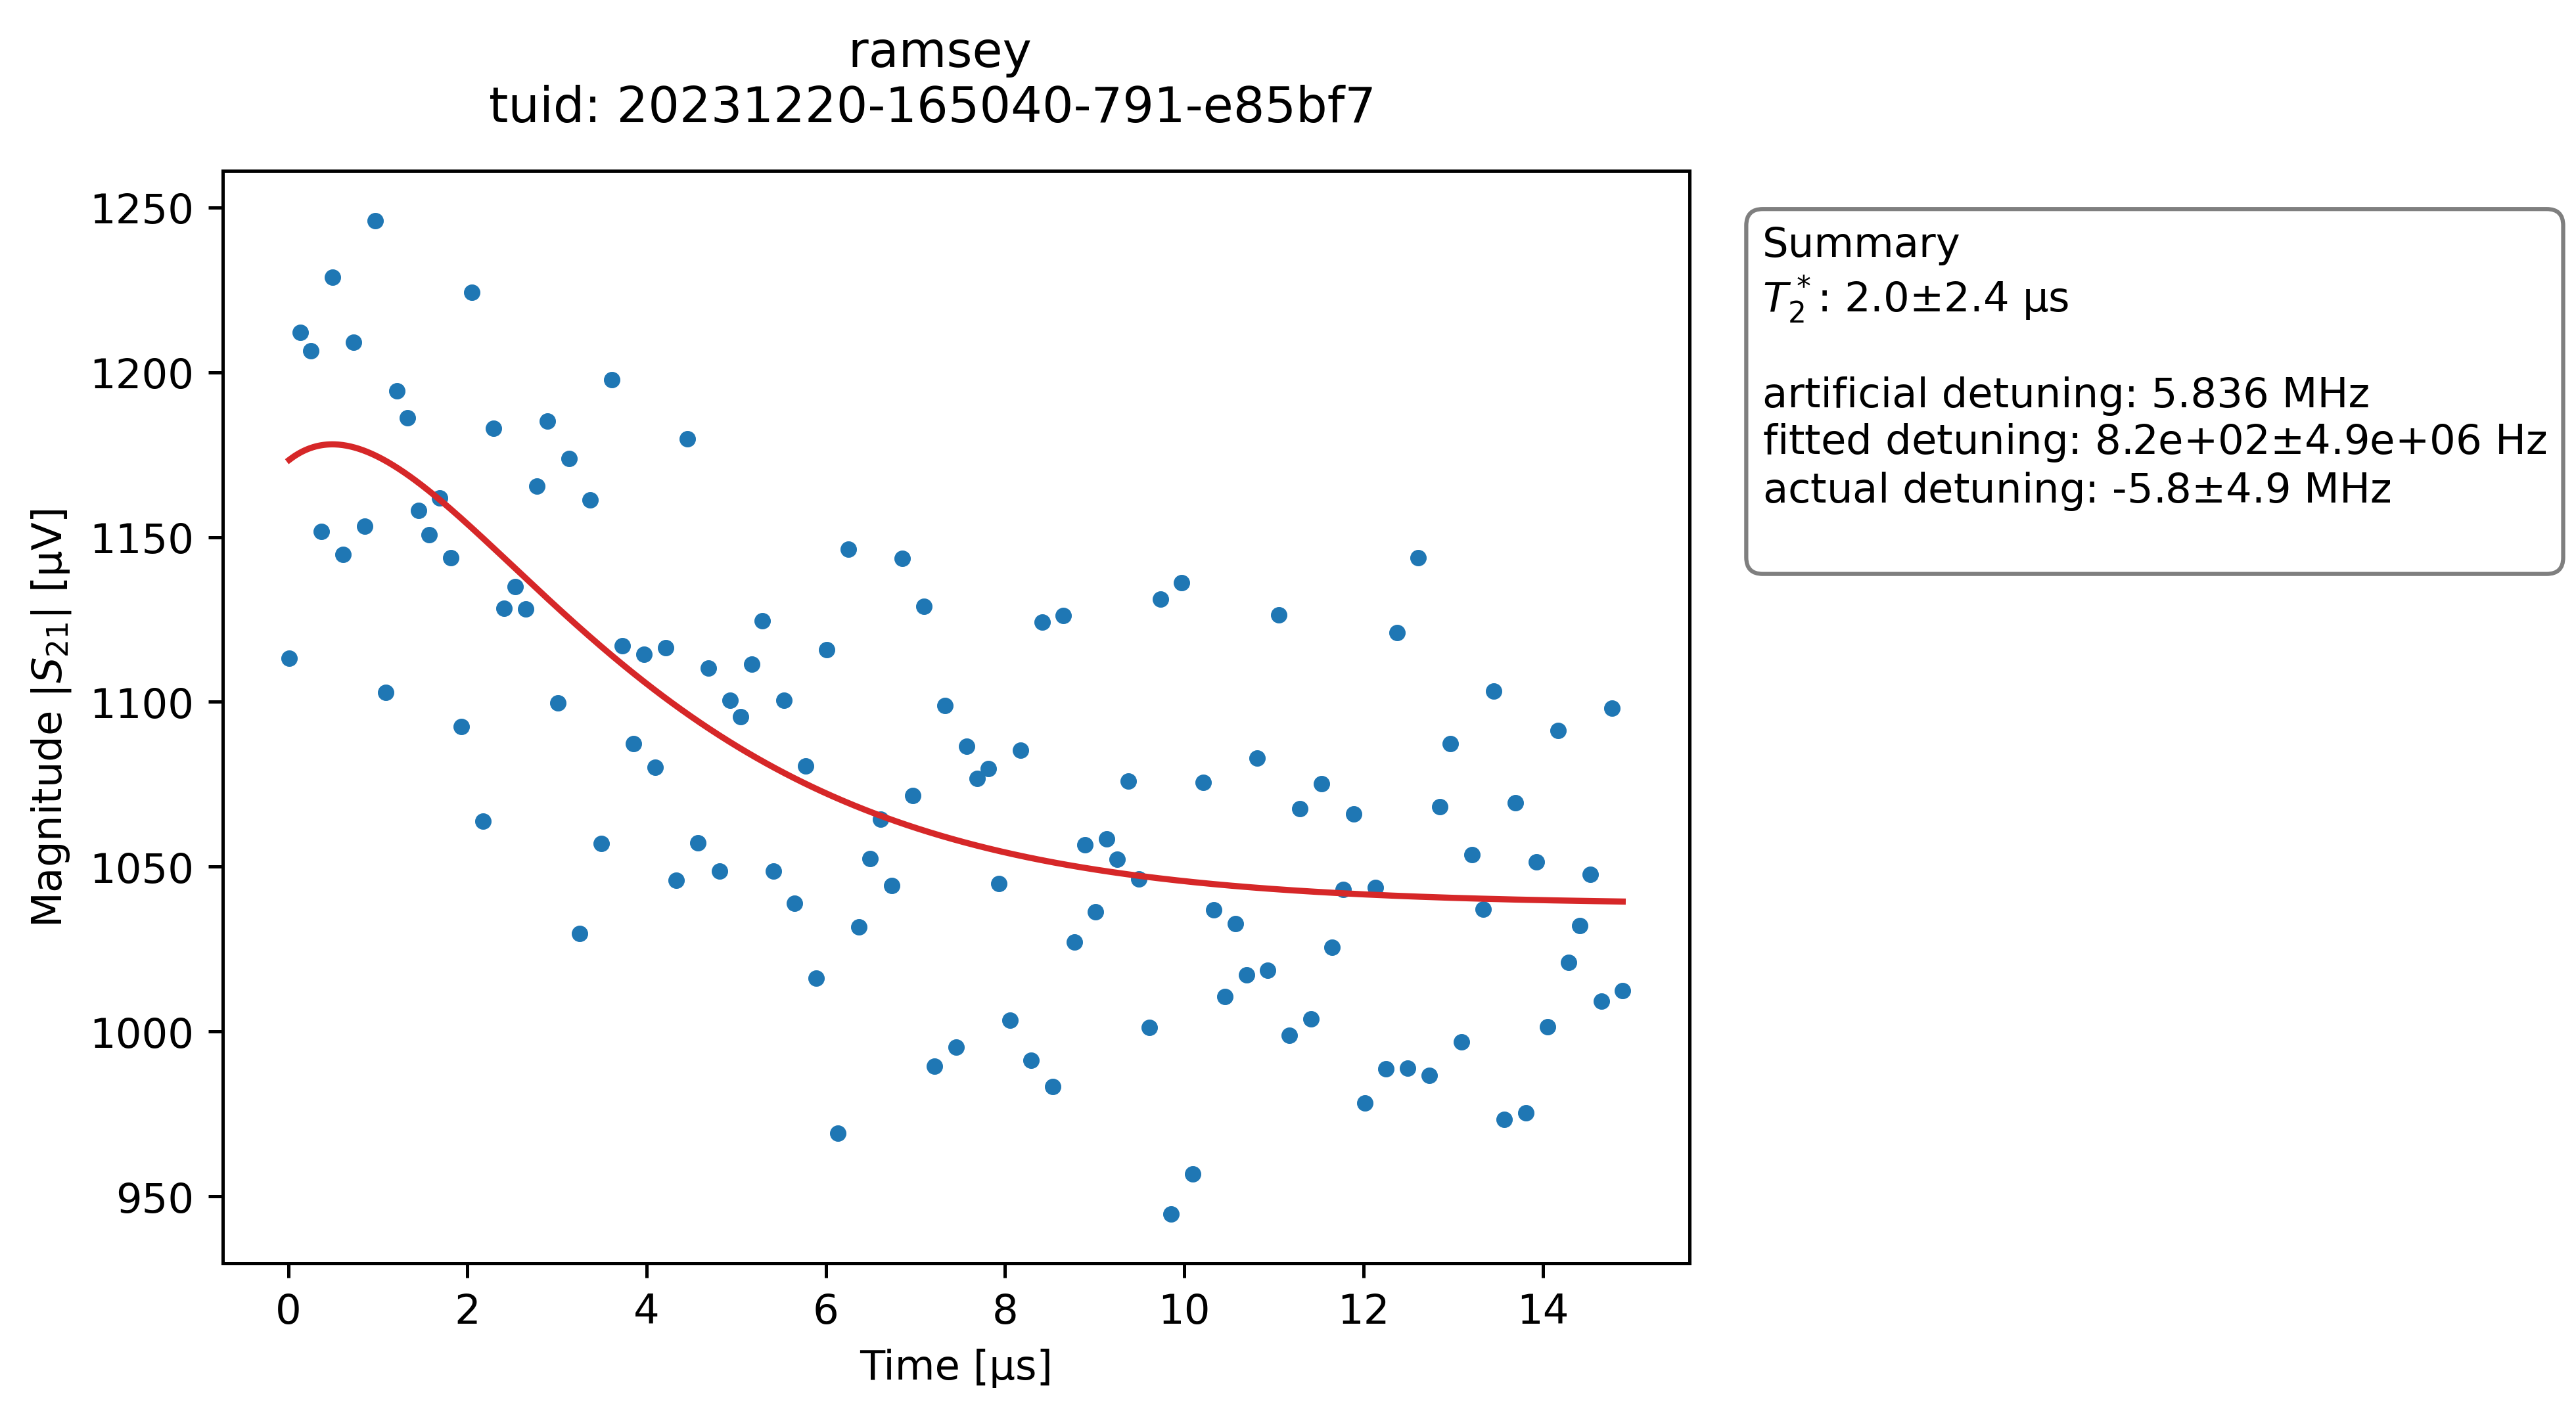 ramsey
tuid: 20231220-165040-791-e85bf7
1250
1200
1150
1100
1050
1000
950
Magnitude |S21| [µV]
0 2 4 6 8 10 12 14
Time [µs]
Summary
T2*: 2.0±2.4 µs
artificial detuning: 5.836 MHz
fitted detuning: 8.2e+02±4.9e+06 Hz
actual detuning: -5.8±4.9 MHz